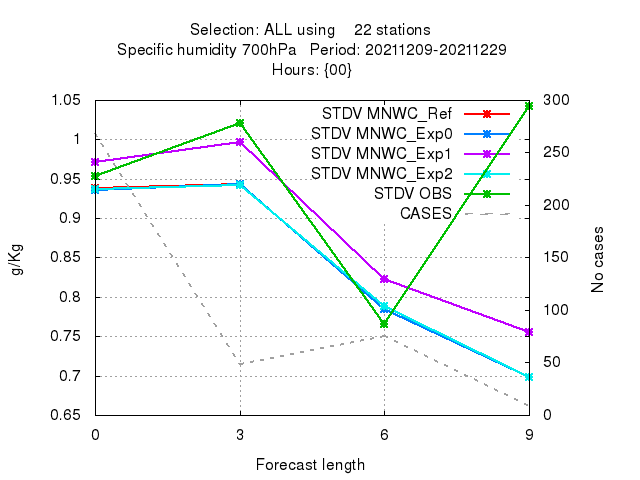 Selection: ALL using 22 stations
Specific humidity 700hPa Period: 20211209-20211229
Hours: {00}
1.05
1
0.95
0.9
0.85
0.8
0.75
0.7
0.65
g/Kg
STDV MNWC_Ref
STDV MNWC_Exp0
STDV MNWC_Exp1
STDV MNWC_Exp2
STDV OBS
CASES
300
250
200
150
100
50
0
No cases
0 3 6 9
Forecast length